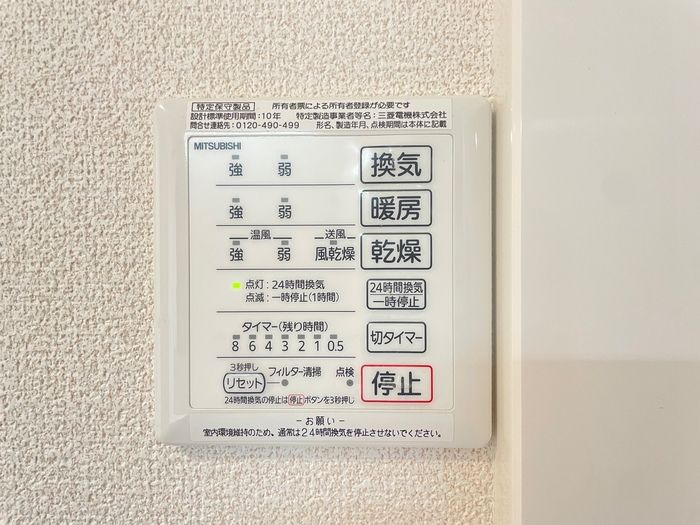 特定保守製品 所有者票による所有者登録が必要です
設計標準使用期間:10年 特定製造事業者等名:三菱電機株式会社
問合せ連絡先:0120-490-499 形名、製造年月、点検期間は本体に記載
MITSUBISHI
強 弱 換気
強 弱 暖房
温風 送風
強 弱 風乾燥 乾燥
点灯:24時間換気
点滅:一時停止(1時間)
24時間換気
一時停止
タイマー(残り時間)
8 6 4 3 2 1 0.5
切タイマー
3秒押し
リセット フィルター清掃 点検
停止
24時間換気の停止は停止ボタンを3秒押し
-お願い-
室内環境維持のため、通常は24時間換気を停止させないでください。